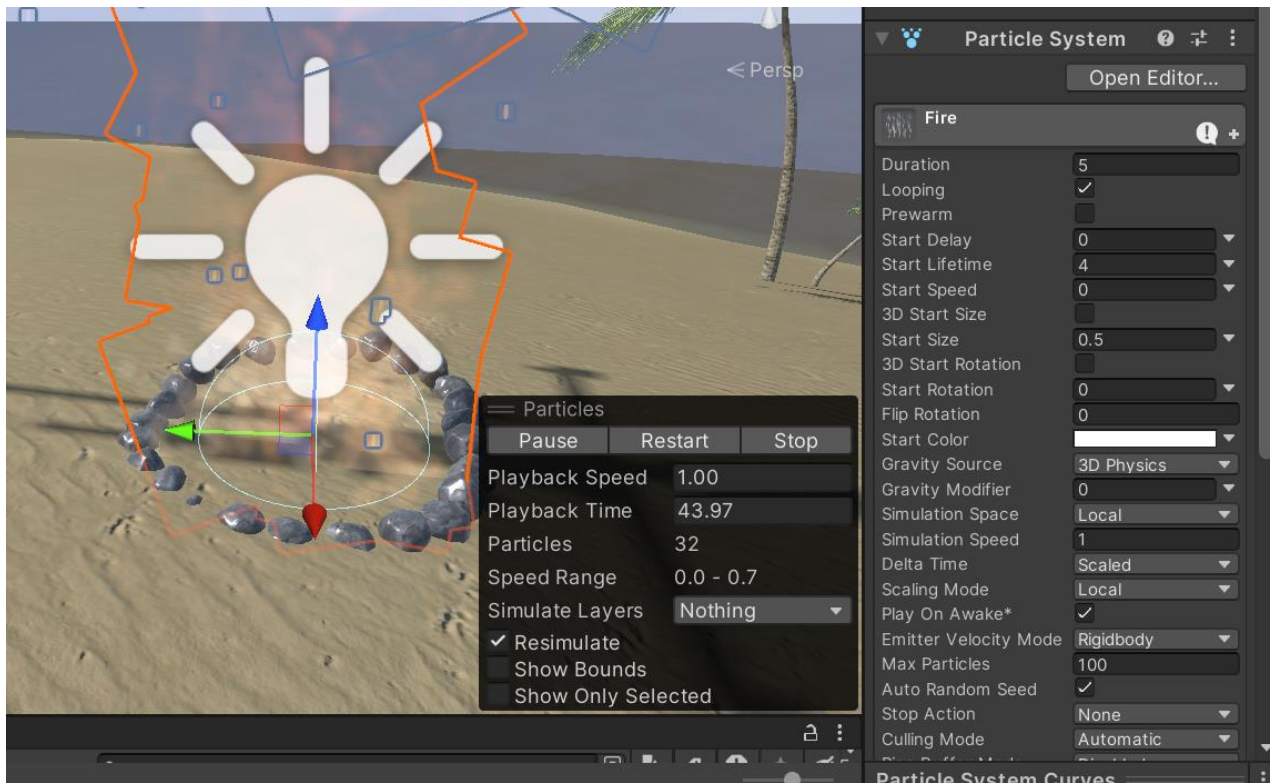 Persp
Particles
Pause Restart Stop
Playback Speed 1.00
Playback Time 43.97
Particles 32
Speed Range 0.0 - 0.7
Simulate Layers Nothing
Resimulate
Show Bounds
Show Only Selected
Particle System
Open Editor...
Fire
Duration 5
Looping
Prewarm
Start Delay 0
Start Lifetime 4
Start Speed 0
3D Start Size
Start Size 0.5
3D Start Rotation
Start Rotation 0
Flip Rotation 0
Start Color
Gravity Source 3D Physics
Gravity Modifier 0
Simulation Space Local
Simulation Speed 1
Delta Time Scaled
Scaling Mode Local
Play On Awake*
Emitter Velocity Mode Rigidbody
Max Particles 100
Auto Random Seed
Stop Action None
Culling Mode Automatic
Particle System Curves